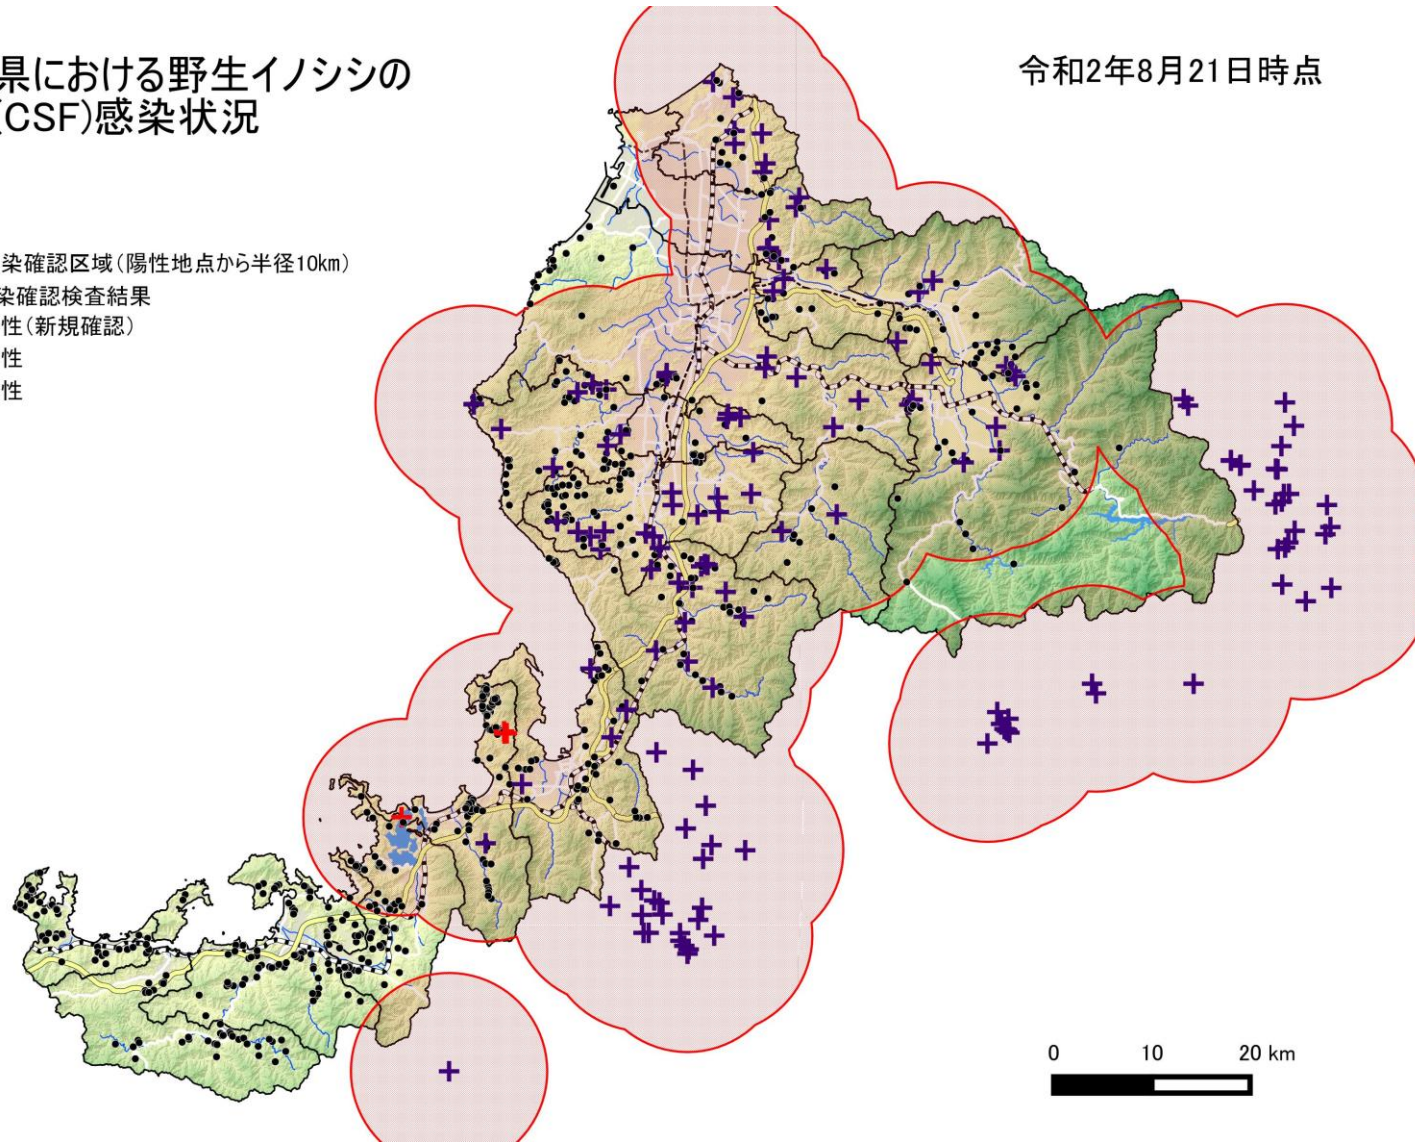 県における野生イノシシの
(CSF)感染状況
令和2年8月21日時点
染確認区域(陽性地点から半径10km)
染確認検査結果
性(新規確認)
性
性
0 10 20 km